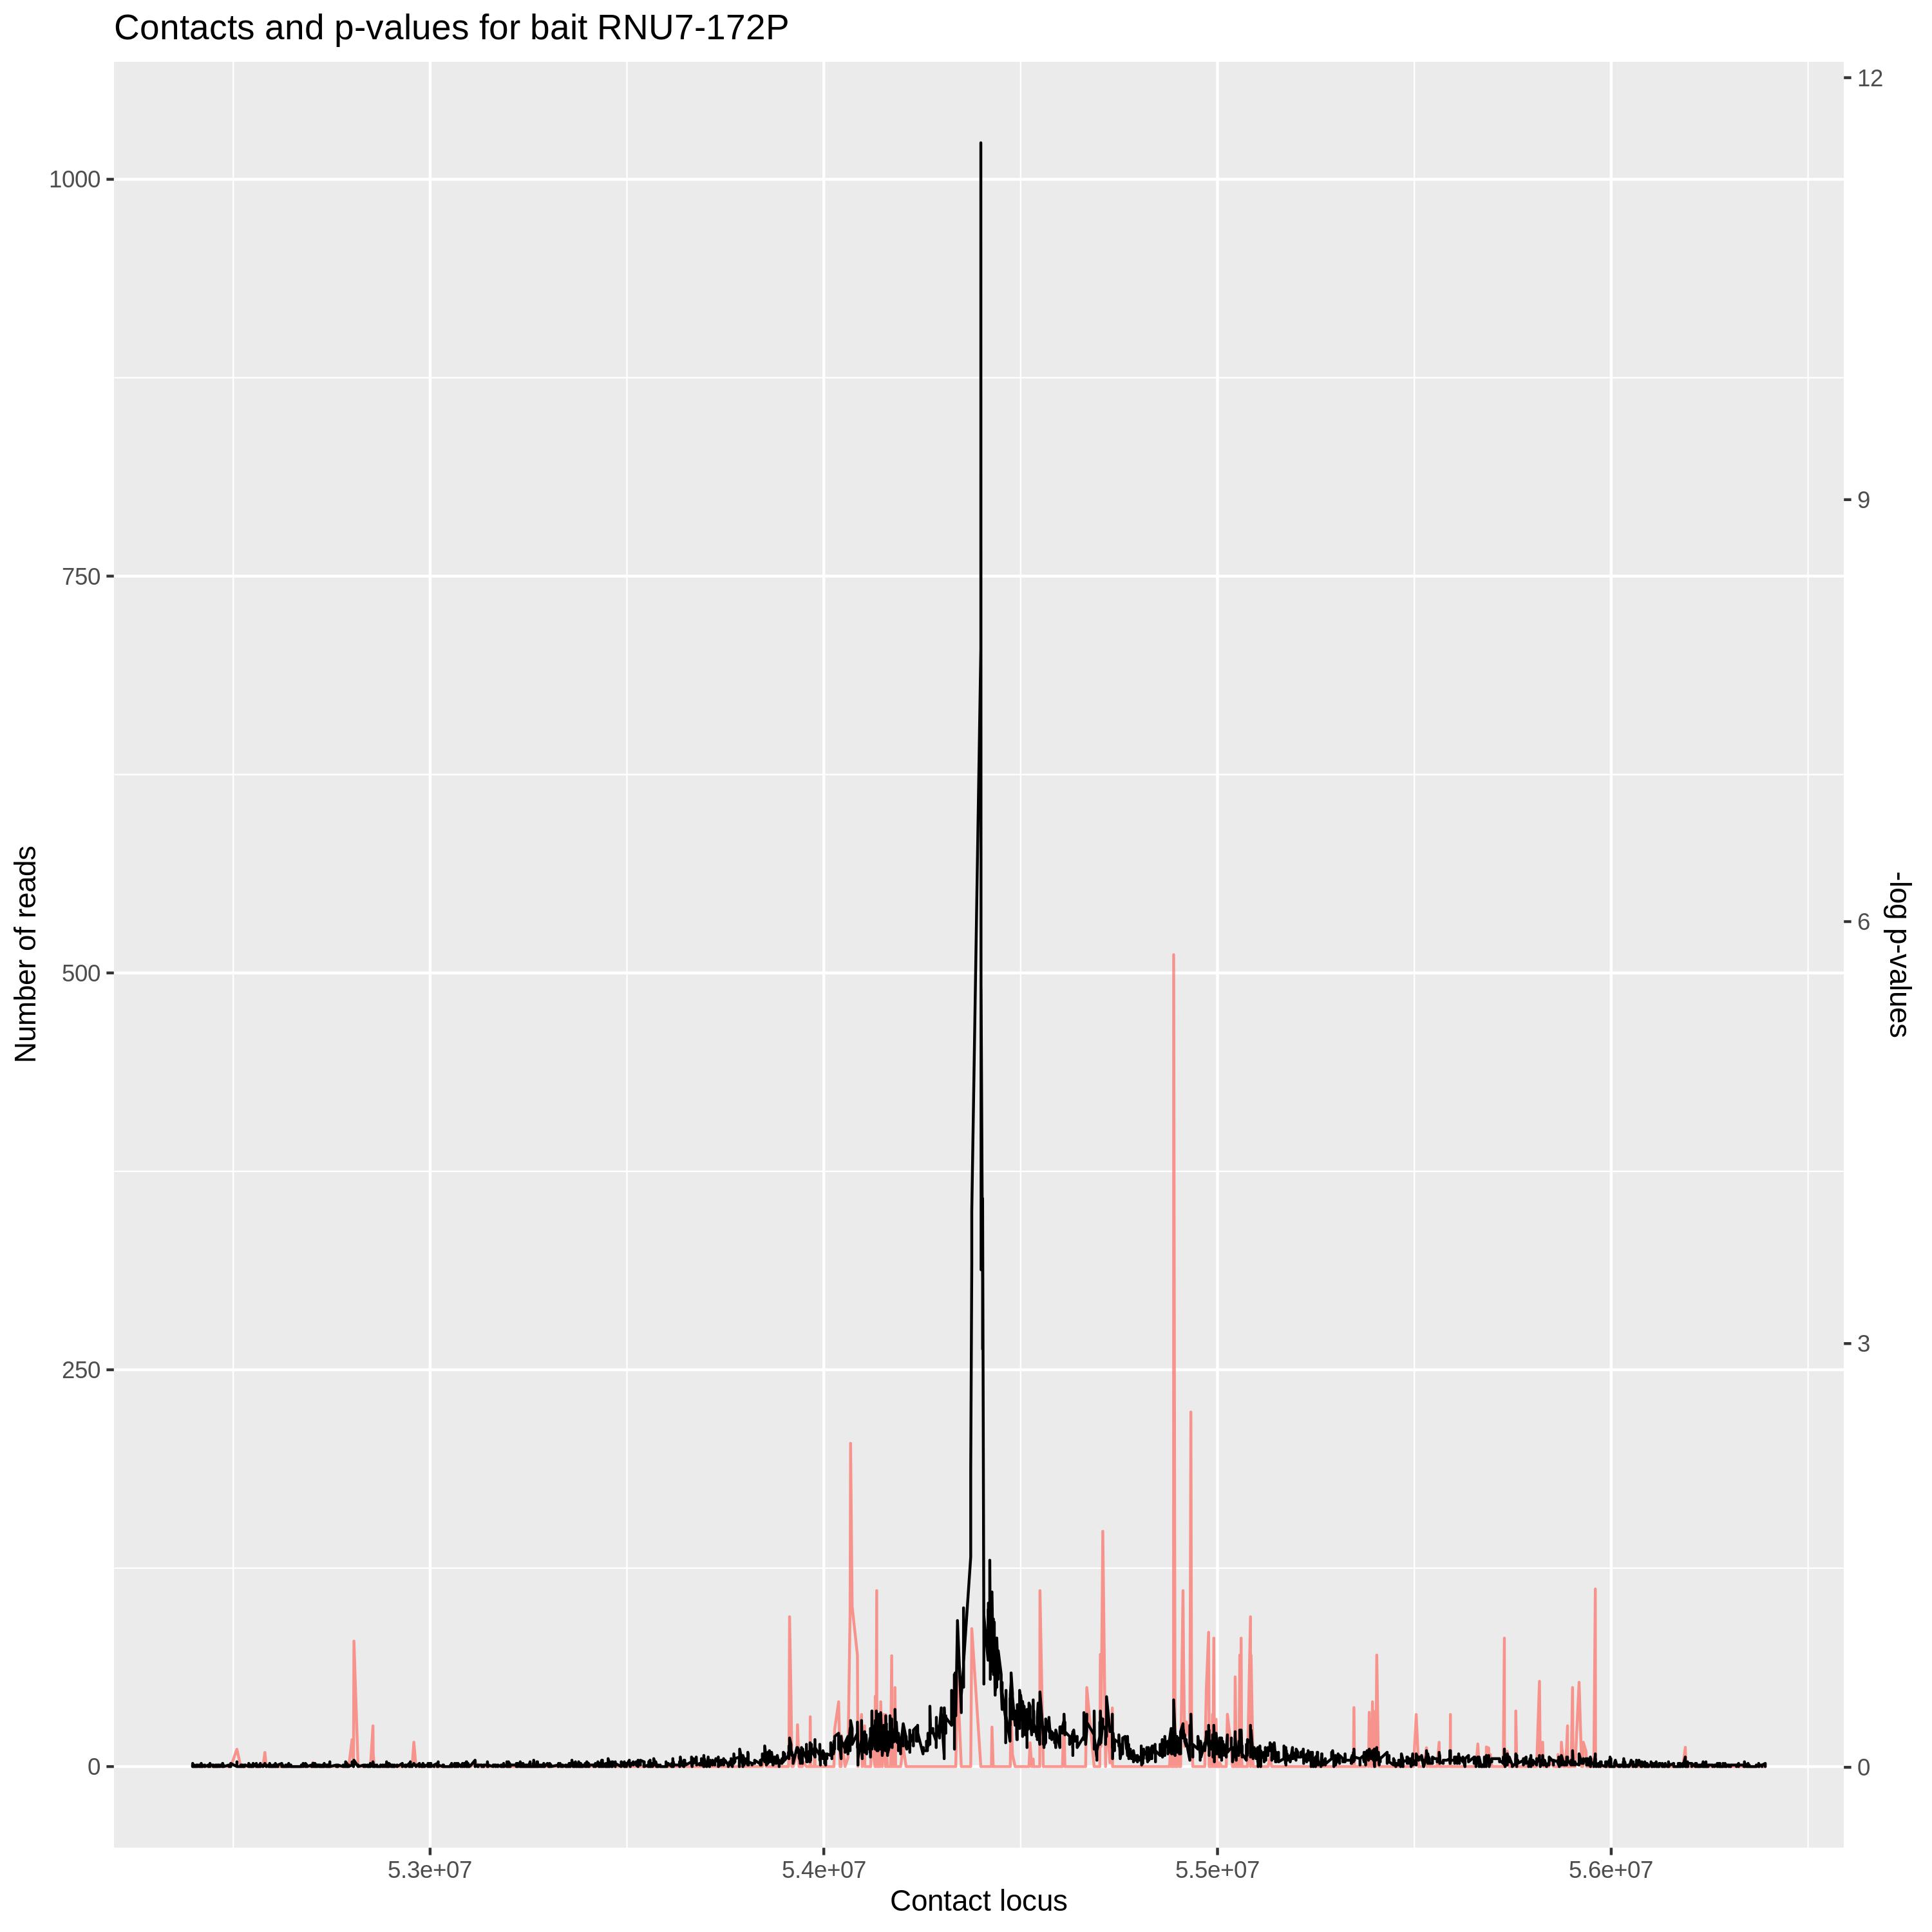 Contacts and p-values for bait RNU7-172P
1000
750
500
250
0
Number of reads
12
9
6
3
0
-log p-values
5.3e+07
5.4e+07
5.5e+07
5.6e+07
Contact locus